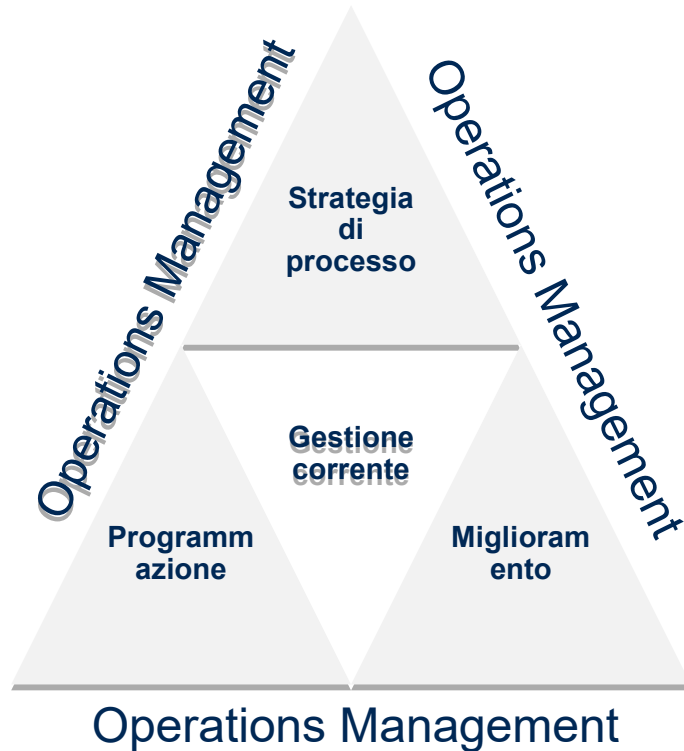 Operations Management
Operations Management
Strategia
di
processo
Gestione
corrente
Programm
azione
Miglioram
ento
Operations Management